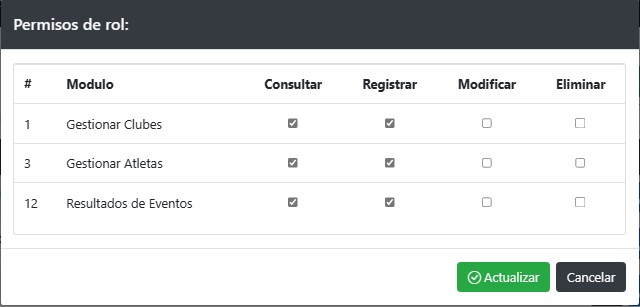 Permisos de rol:
# Modulo Consultar Registrar Modificar Eliminar
1 Gestionar Clubes
3 Gestionar Atletas
12 Resultados de Eventos
Actualizar Cancelar